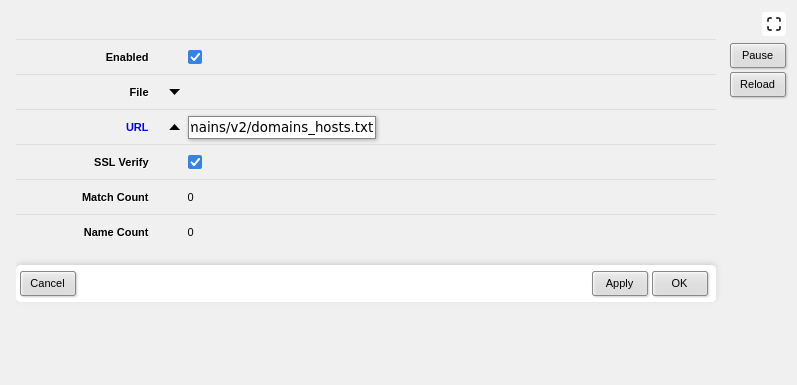 Enabled
Pause
Reload
File
URL
mains/v2/domains_hosts.txt
SSL Verify
Match Count
0
Name Count
0
Cancel
Apply
OK